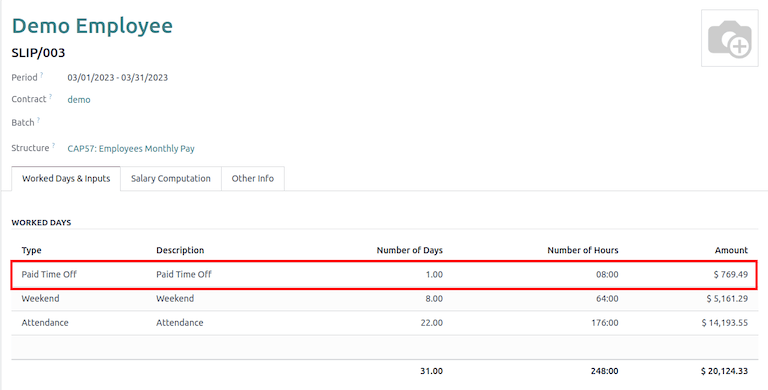 Demo Employee
SLIP/003
Period ? 03/01/2023 - 03/31/2023
Contract ? demo
Batch ?
Structure ? CAP57: Employees Monthly Pay
Worked Days & Inputs Salary Computation Other Info
WORKED DAYS
Type Description Number of Days Number of Hours Amount
Paid Time Off Paid Time Off 1.00 08:00 $ 769.49
Weekend Weekend 8.00 64:00 $ 5,161.29
Attendance Attendance 22.00 176:00 $ 14,193.55
31.00 248:00 $ 20,124.33